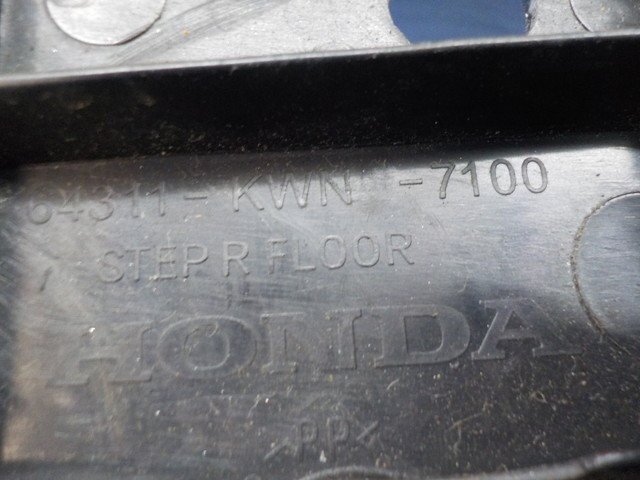 64311-KWN -7100
STEP R FLOOR
HONDA
>PP<